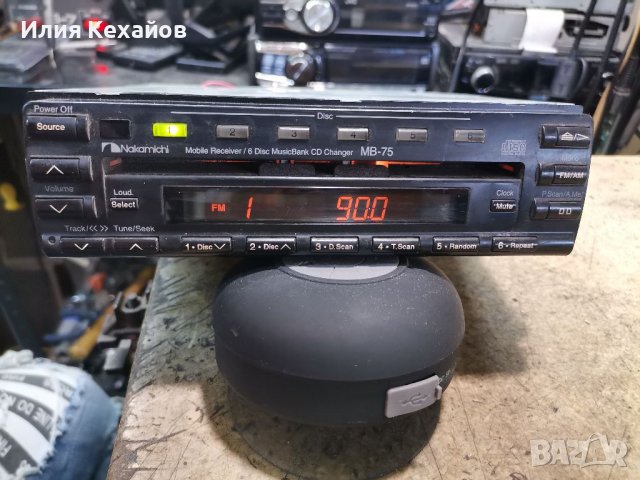 Илия Кехайов
Power Off
Source
Disc
1 2 3 4 5 6
Nakamichi
Mobile Receiver / 6 Disc MusicBank CD Changer MB-75
Volume
Loud.
Select
FM 1 90.0
Clock
Mute
Mono
FM/AM
P.Scan/A.Me
Track/<< >> Tune/Seek
1 • Disc
2 • Disc
3 • D.Scan
4 • T.Scan
5 • Random
6 • Repeat
BAZAR